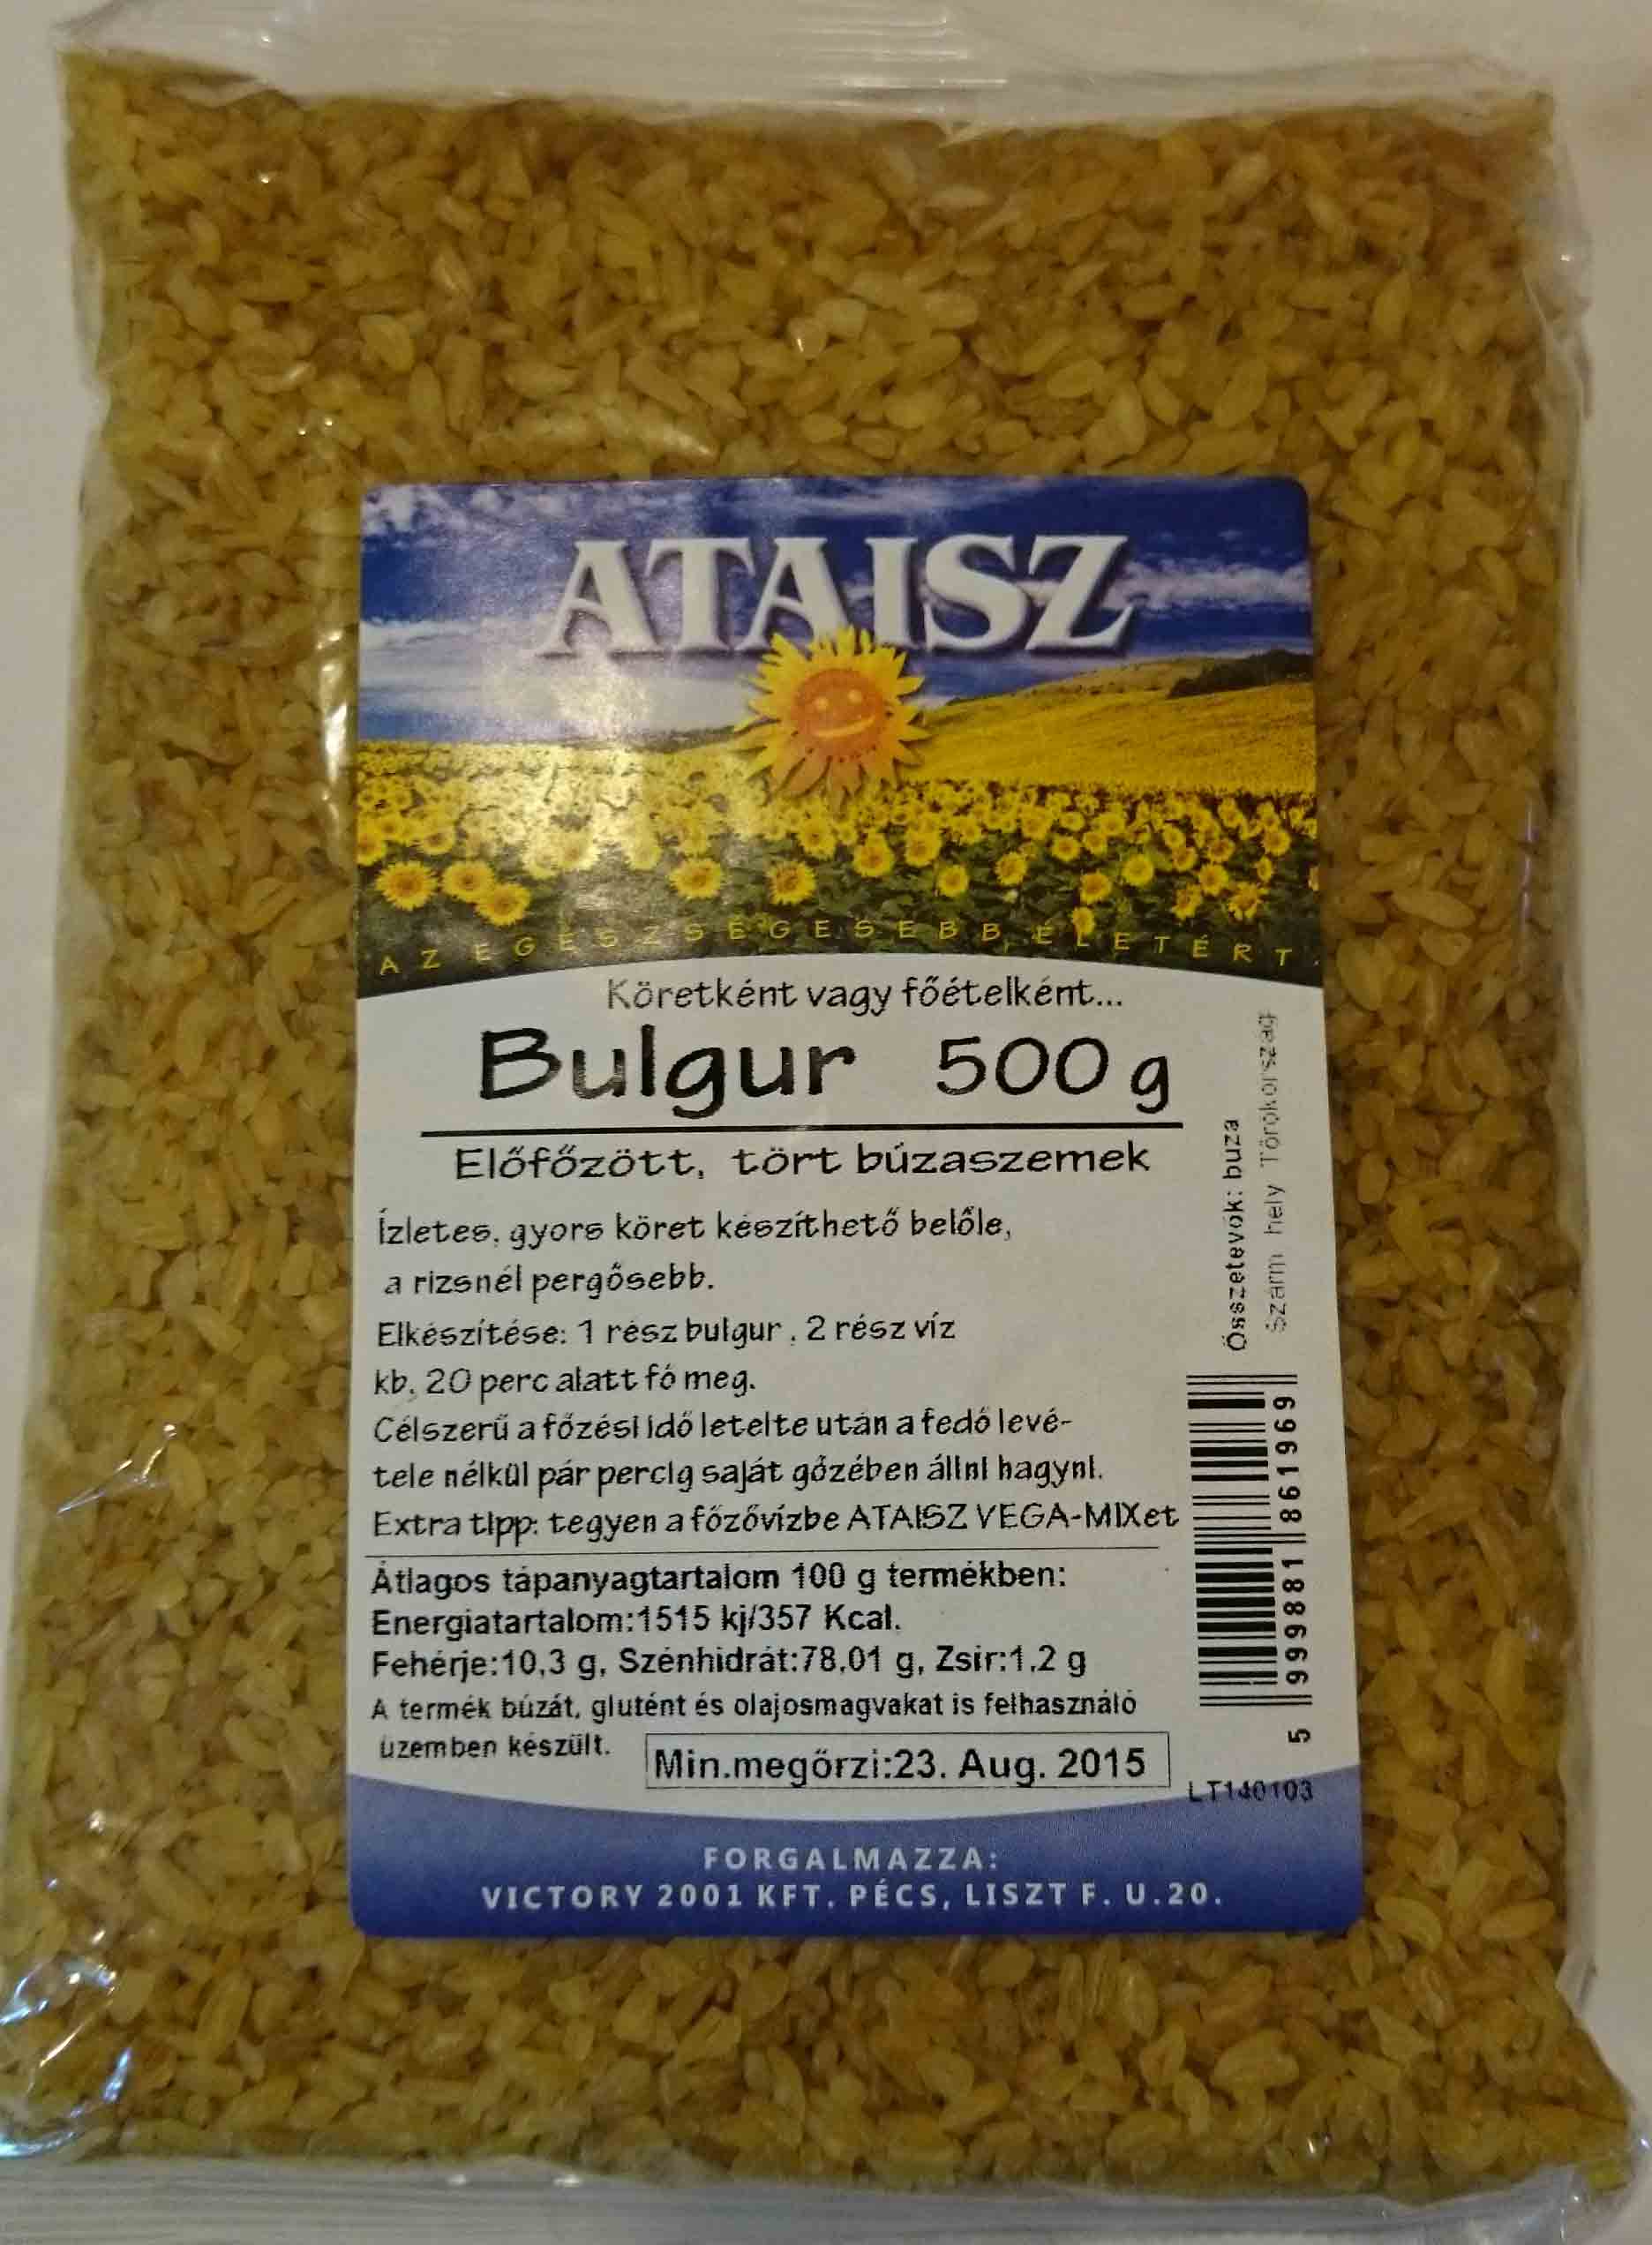 ATAISZ
AZ EGÉSZSÉGESEBB ÉLETÉRT
Köretként vagy főételként...
Bulgur 500 g
Előfőzött, tört búzaszemek
Ízletes, gyors köret készíthető belőle,
a rizsnél pergősebb.
Elkészítése: 1 rész bulgur, 2 rész víz
kb. 20 perc alatt fő meg.
Célszerű a főzési idő letelte után a fedő levé-
tele nélkül pár percig saját gőzében állni hagyni.
Extra tipp: tegyen a főzővízbe ATAISZ VEGA-MIXet
Átlagos tápanyagtartalom 100 g termékben:
Energiatartalom:1515 kj/357 Kcal.
Fehérje:10,3 g, Szénhidrát:78,01 g, Zsir:1,2 g
A termék búzát, glutént és olajosmagvakat is felhasználó
üzemben készült.
Min.megőrzi:23. Aug. 2015
Összetevők: buza
Szárm hely Törökország
5 999881 861969
LT140103
FORGALMAZZA:
VICTORY 2001 KFT. PÉCS, LISZT F. U.20.